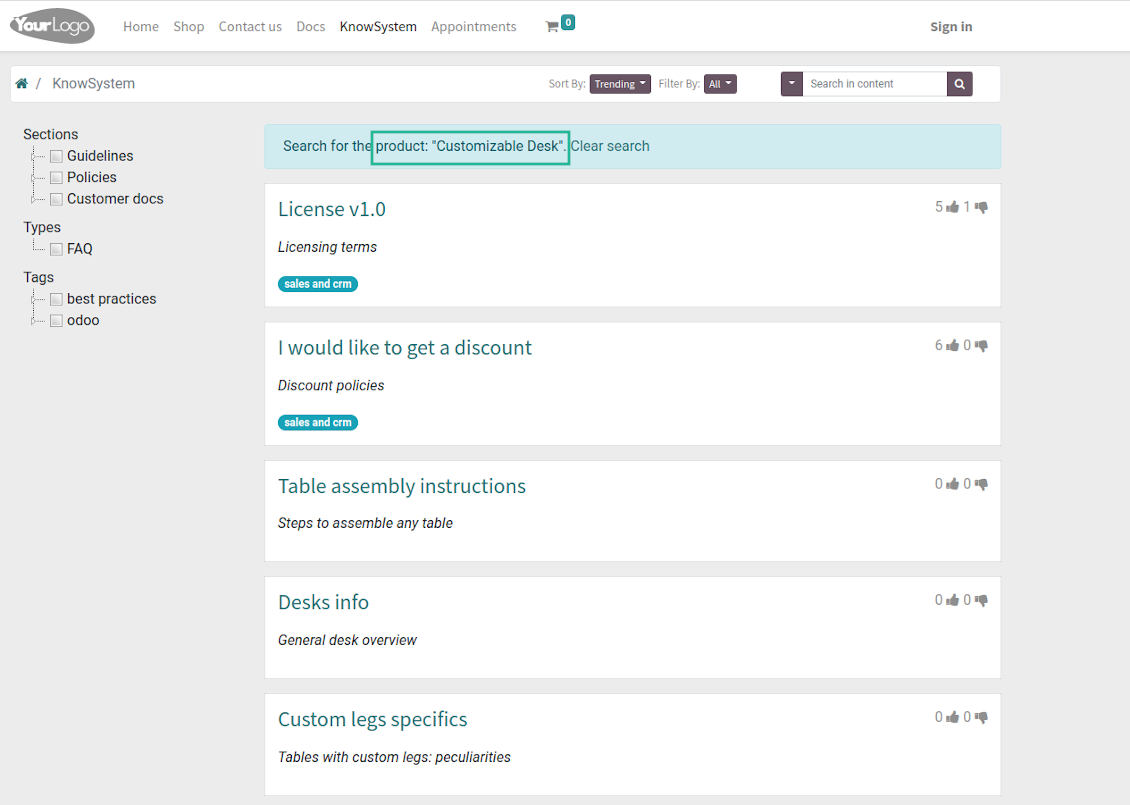 YourLogo Home Shop Contact us Docs KnowSystem Appointments 0 Sign in
/ KnowSystem Sort By: Trending Filter By: All Search in content
Sections
Guidelines
Policies
Customer docs
Types
FAQ
Tags
best practices
odoo
Search for the product: "Customizable Desk". Clear search
License v1.0 5 1
Licensing terms
sales and crm
I would like to get a discount 6 0
Discount policies
sales and crm
Table assembly instructions 0 0
Steps to assemble any table
Desks info 0 0
General desk overview
Custom legs specifics 0 0
Tables with custom legs: peculiarities